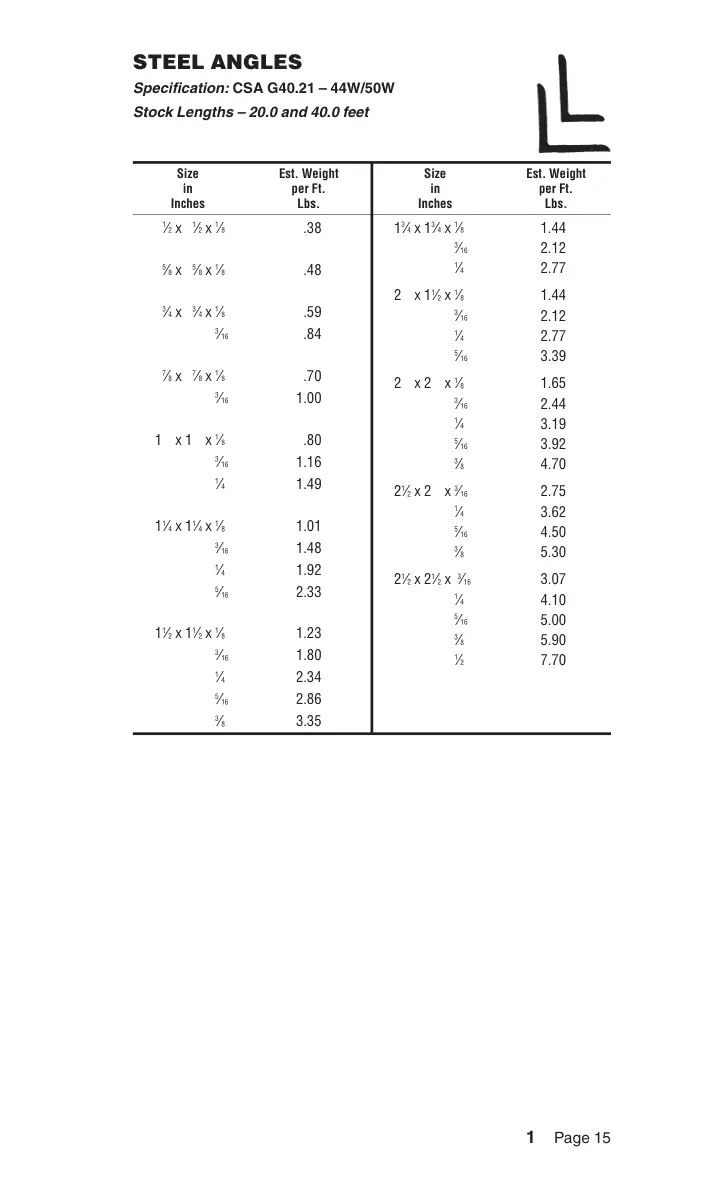 STEEL ANGLES
Specification: CSA G40.21 – 44W/50W
Stock Lengths – 20.0 and 40.0 feet
Size in Inches Est. Weight per Ft. Lbs.
½ x ½ x ⅛ .38
⅝ x ⅝ x ⅛ .48
¾ x ¾ x ⅛ .59
3⁄16 .84
⅞ x ⅞ x ⅛ .70
3⁄16 1.00
1 x 1 x ⅛ .80
3⁄16 1.16
¼ 1.49
1¼ x 1¼ x ⅛ 1.01
3⁄16 1.48
¼ 1.92
5⁄16 2.33
1½ x 1½ x ⅛ 1.23
3⁄16 1.80
¼ 2.34
5⁄16 2.86
⅜ 3.35
Size in Inches Est. Weight per Ft. Lbs.
1¾ x 1¾ x ⅛ 1.44
3⁄16 2.12
¼ 2.77
2 x 1½ x ⅛ 1.44
3⁄16 2.12
¼ 2.77
5⁄16 3.39
2 x 2 x ⅛ 1.65
3⁄16 2.44
¼ 3.19
5⁄16 3.92
⅜ 4.70
2½ x 2 x 3⁄16 2.75
¼ 3.62
5⁄16 4.50
⅜ 5.30
2½ x 2½ x 3⁄16 3.07
¼ 4.10
5⁄16 5.00
⅜ 5.90
½ 7.70
1 Page 15